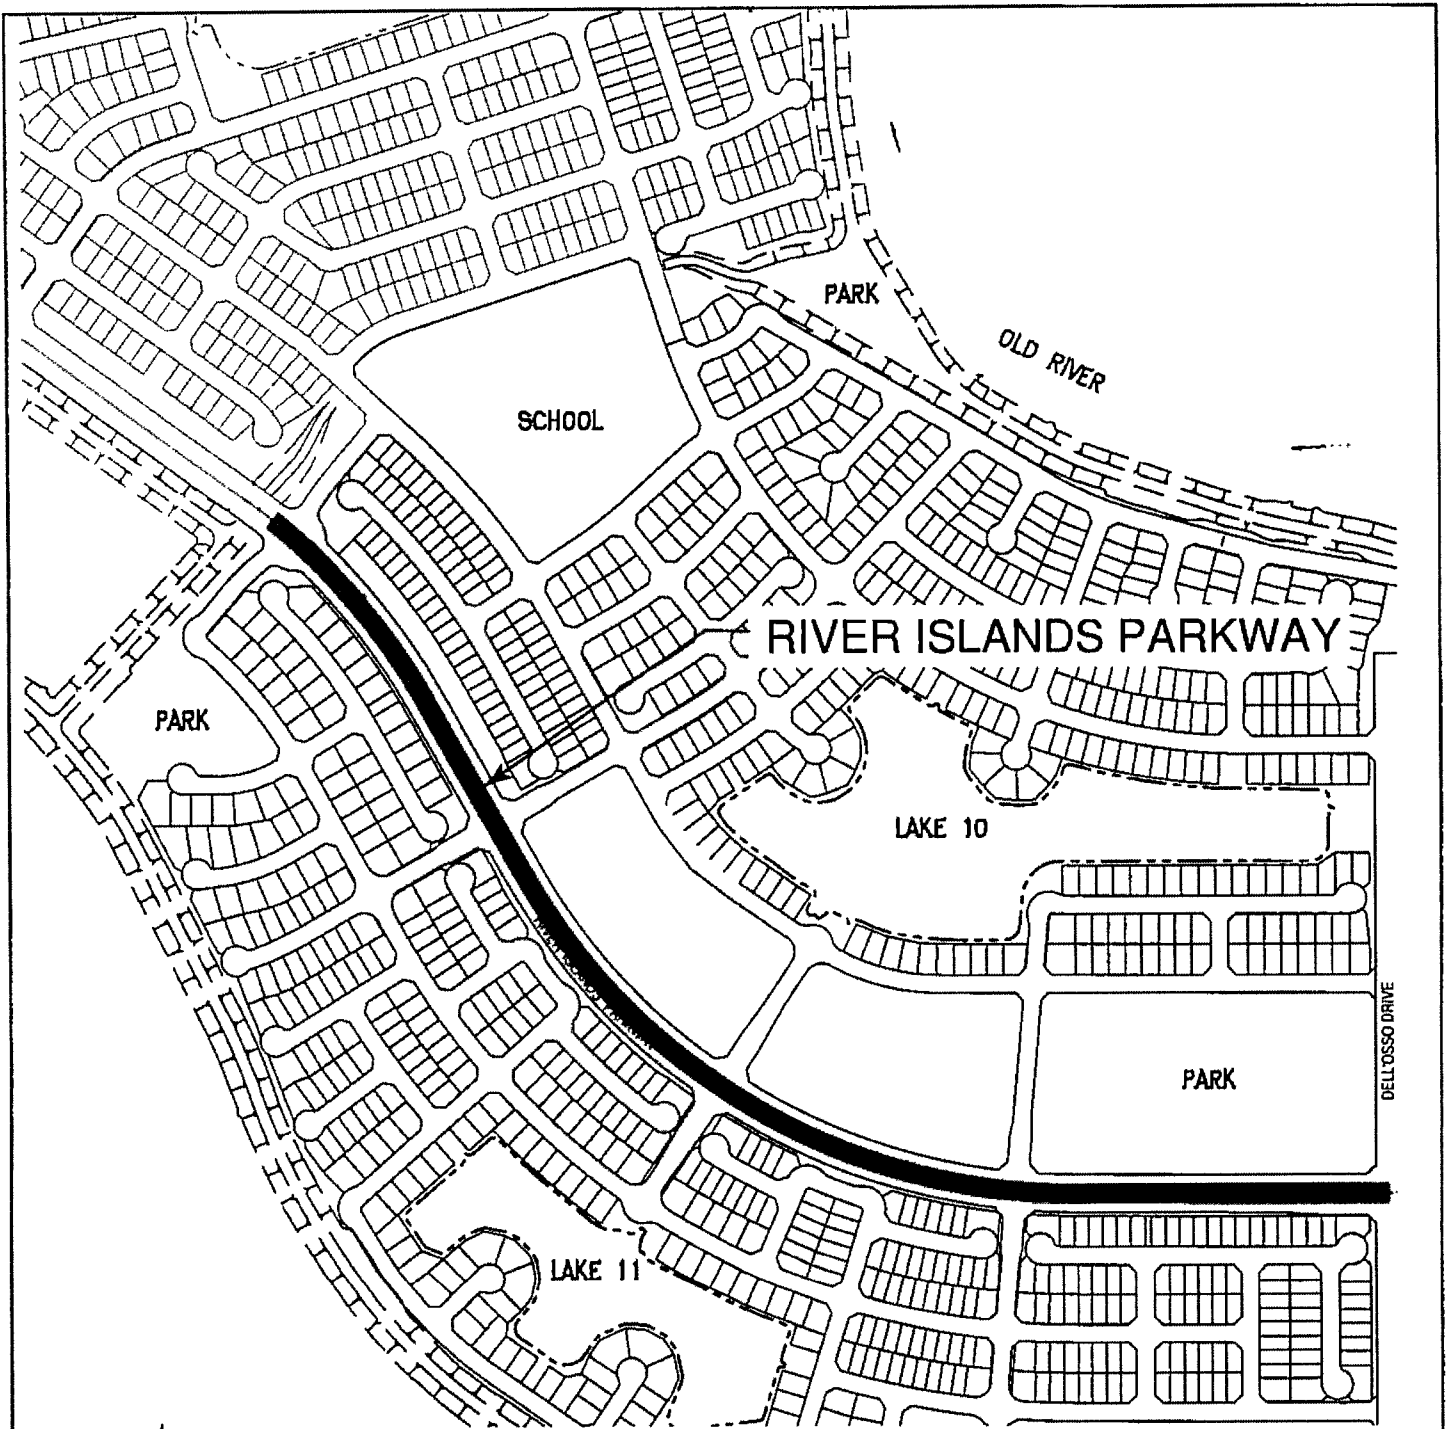 PARK
OLD RIVER
SCHOOL
RIVER ISLANDS PARKWAY
PARK
LAKE 10
DELL'OSSO DRIVE
PARK
LAKE 11